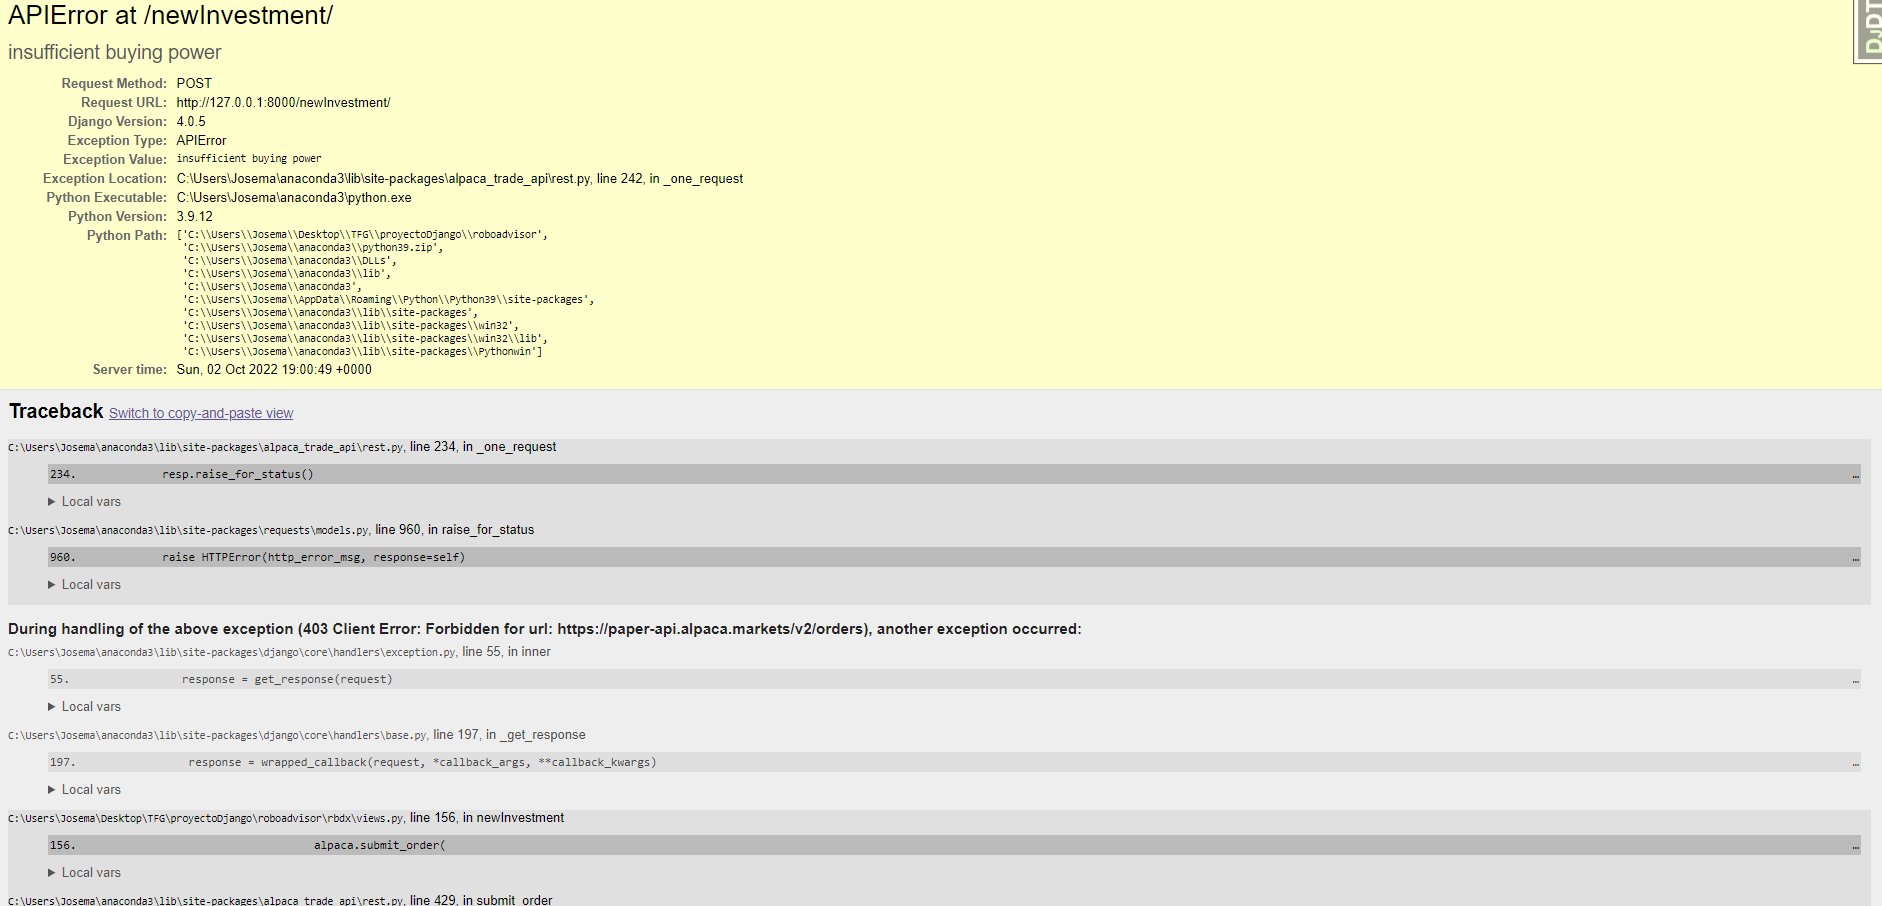 APIError at /newInvestment/
insufficient buying power
Request Method: POST
Request URL: http://127.0.0.1:8000/newInvestment/
Django Version: 4.0.5
Exception Type: APIError
Exception Value: insufficient buying power
Exception Location: C:\Users\Josema\anaconda3\lib\site-packages\alpaca_trade_api\rest.py, line 242, in _one_request
Python Executable: C:\Users\Josema\anaconda3\python.exe
Python Version: 3.9.12
Python Path: ['C:\\Users\\Josema\\Desktop\\TFG\\proyectoDjango\\roboadvisor',
'C:\\Users\\Josema\\anaconda3\\python39.zip',
'C:\\Users\\Josema\\anaconda3\\DLLs',
'C:\\Users\\Josema\\anaconda3\\lib',
'C:\\Users\\Josema\\anaconda3',
'C:\\Users\\Josema\\AppData\\Roaming\\Python\\Python39\\site-packages',
'C:\\Users\\Josema\\anaconda3\\lib\\site-packages',
'C:\\Users\\Josema\\anaconda3\\lib\\site-packages\\win32',
'C:\\Users\\Josema\\anaconda3\\lib\\site-packages\\win32\\lib',
'C:\\Users\\Josema\\anaconda3\\lib\\site-packages\\Pythonwin']
Server time: Sun, 02 Oct 2022 19:00:49 +0000
DjDT
Traceback Switch to copy-and-paste view
C:\Users\Josema\anaconda3\lib\site-packages\alpaca_trade_api\rest.py, line 234, in _one_request
234. resp.raise_for_status() …
▶ Local vars
C:\Users\Josema\anaconda3\lib\site-packages\requests\models.py, line 960, in raise_for_status
960. raise HTTPError(http_error_msg, response=self) …
▶ Local vars
During handling of the above exception (403 Client Error: Forbidden for url: https://paper-api.alpaca.markets/v2/orders), another exception occurred:
C:\Users\Josema\anaconda3\lib\site-packages\django\core\handlers\exception.py, line 55, in inner
55. response = get_response(request) …
▶ Local vars
C:\Users\Josema\anaconda3\lib\site-packages\django\core\handlers\base.py, line 197, in _get_response
197. response = wrapped_callback(request, *callback_args, **callback_kwargs) …
▶ Local vars
C:\Users\Josema\Desktop\TFG\proyectoDjango\roboadvisor\rbdx\views.py, line 156, in newInvestment
156. alpaca.submit_order( …
▶ Local vars
C:\Users\Josema\anaconda3\lib\site-packages\alpaca_trade_api\rest.py, line 429, in submit_order